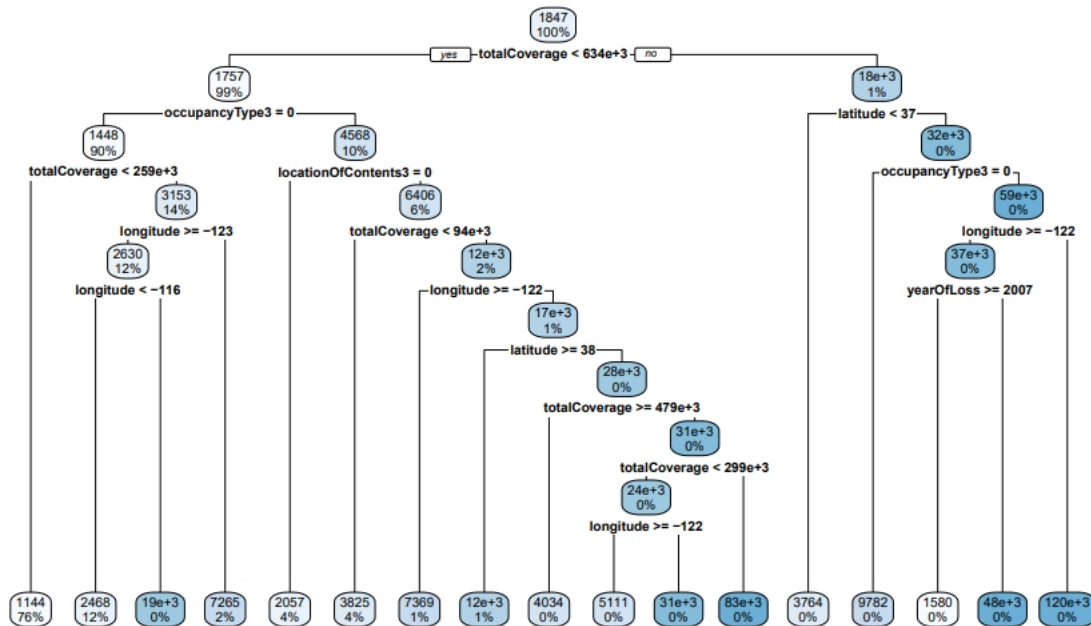 1847
100%
yes totalCoverage < 634e+3 no
1757
99%
18e+3
1%
occupancyType3 = 0
latitude < 37
1448
90%
4568
10%
32e+3
0%
totalCoverage < 259e+3
locationOfContents3 = 0
occupancyType3 = 0
3153
14%
6406
6%
59e+3
0%
longitude >= −123
totalCoverage < 94e+3
longitude >= −122
2630
12%
12e+3
2%
37e+3
0%
longitude < −116
longitude >= −122
yearOfLoss >= 2007
17e+3
1%
latitude >= 38
28e+3
0%
totalCoverage >= 479e+3
31e+3
0%
totalCoverage < 299e+3
24e+3
0%
longitude >= −122
1144
76%
2468
12%
19e+3
0%
7265
2%
2057
4%
3825
4%
7369
1%
12e+3
1%
4034
0%
5111
0%
31e+3
0%
83e+3
0%
3764
0%
9782
0%
1580
0%
48e+3
0%
120e+3
0%